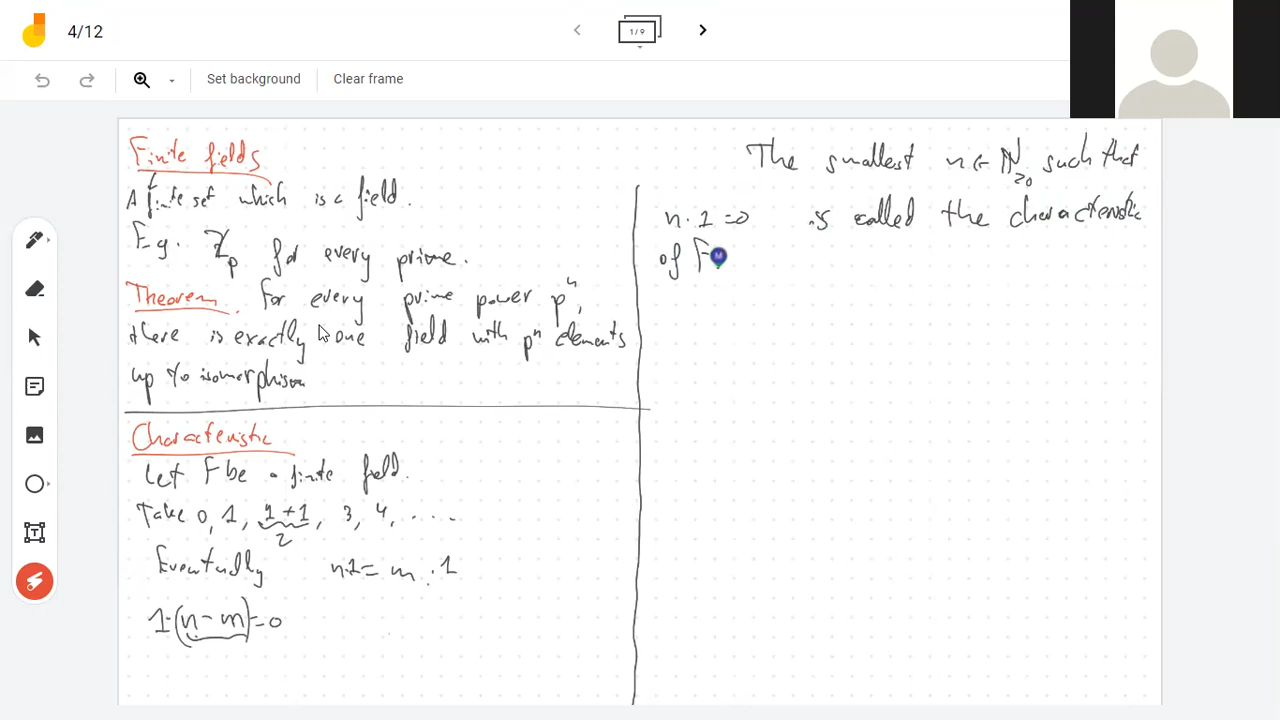 4/12
1/9
Set background
Clear frame
Finite fields
A finite set which is a field.
E.g. ℤ_p for every prime.
Theorem. For every prime power p^n,
there is exactly one field with p^n elements
up to isomorphism
Characteristic
Let F be a finite field.
Take 0, 1, 1+1, 3, 4, ....
2
Eventually n·1 = m·1
1·(n-m)=0
The smallest n∈ℕ_{>0} such that
n·1=0 is called the characteristic
of F
M